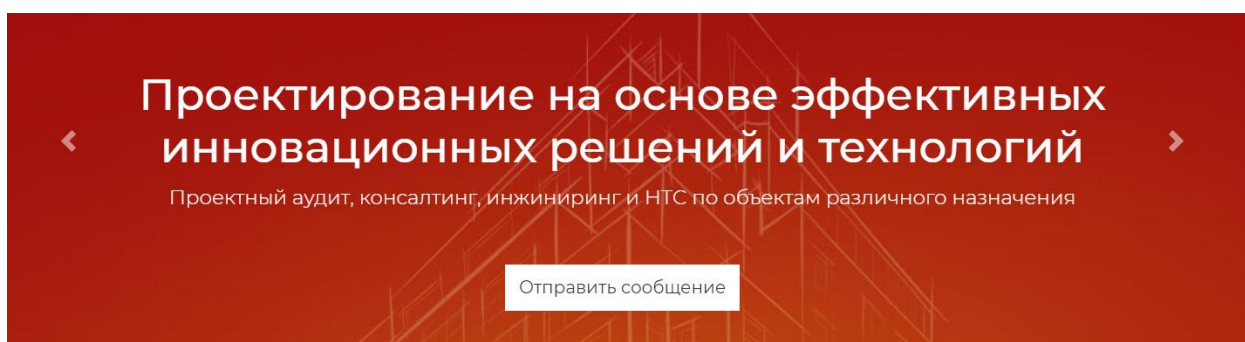 Проектирование на основе эффективных
инновационных решений и технологий
Проектный аудит, консалтинг, инжиниринг и НТС по объектам различного назначения
Отправить сообщение